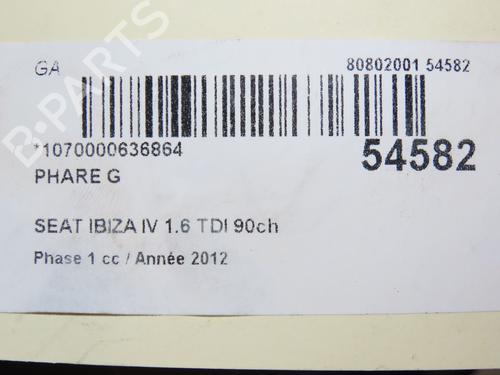 GA
80802001 54582
*1070000636864
54582
PHARE G
SEAT IBIZA IV 1.6 TDI 90ch
Phase 1 cc / Année 2012
B-PARTS